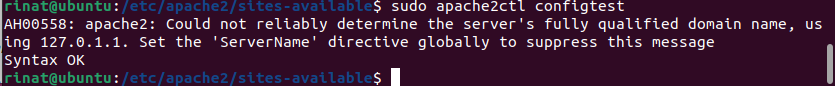 rinat@ubuntu:/etc/apache2/sites-available$ sudo apache2ctl configtest
AH00558: apache2: Could not reliably determine the server's fully qualified domain name, us
ing 127.0.1.1. Set the 'ServerName' directive globally to suppress this message
Syntax OK
rinat@ubuntu:/etc/apache2/sites-available$